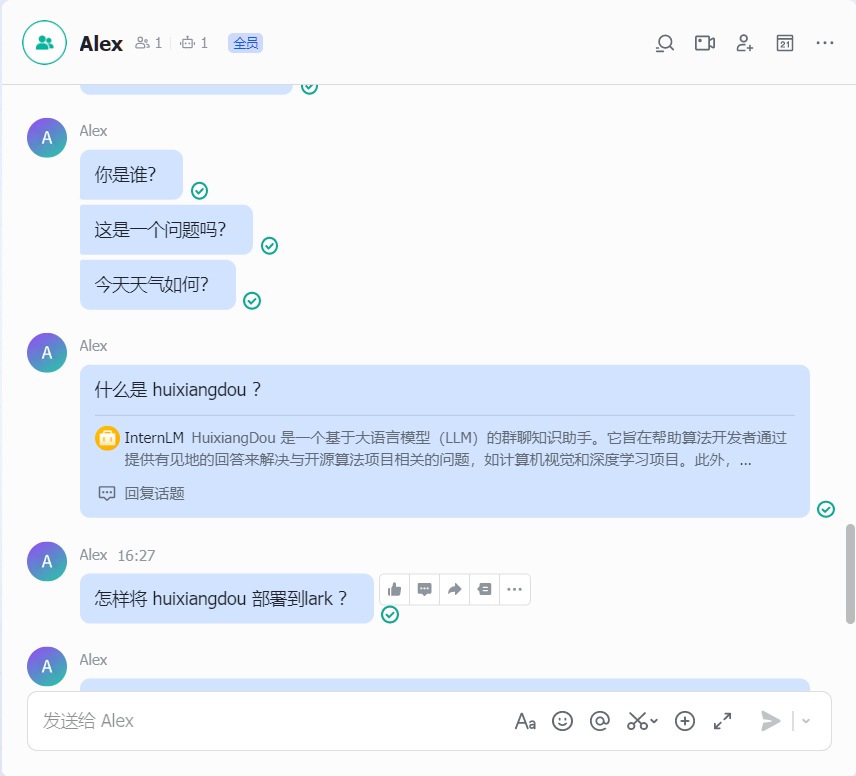 Alex 1 1 全员
21
Alex
A
你是谁?
这是一个问题吗?
今天天气如何?
Alex
A
什么是 huixiangdou ?
InternLM HuixiangDou 是一个基于大语言模型（LLM）的群聊知识助手。它旨在帮助算法开发者通过
提供有见地的回答来解决与开源算法项目相关的问题，如计算机视觉和深度学习项目。此外，...
回复话题
Alex 16:27
A
怎样将 huixiangdou 部署到lark ?
Alex
A
发送给 Alex
Aa